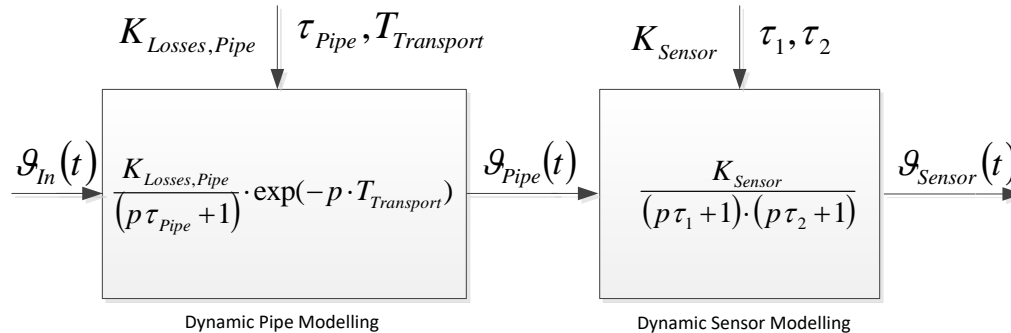 K_{Losses,Pipe} τ_{Pipe}, T_{Transport}
K_{Sensor} τ_1, τ_2
ϑ_{In}(t)
\frac{K_{Losses,Pipe}}{(pτ_{Pipe}+1)} · exp(-p · T_{Transport})
ϑ_{Pipe}(t)
\frac{K_{Sensor}}{(pτ_1+1)·(pτ_2+1)}
ϑ_{Sensor}(t)
Dynamic Pipe Modelling
Dynamic Sensor Modelling